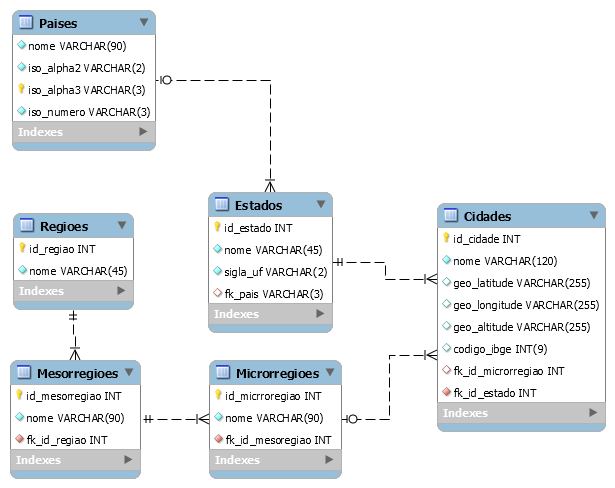 Paises
nome VARCHAR(90)
iso_alpha2 VARCHAR(2)
iso_alpha3 VARCHAR(3)
iso_numero VARCHAR(3)
Indexes
Estados
id_estado INT
nome VARCHAR(45)
sigla_uf VARCHAR(2)
fk_pais VARCHAR(3)
Indexes
Regioes
id_regiao INT
nome VARCHAR(45)
Indexes
Cidades
id_cidade INT
nome VARCHAR(120)
geo_latitude VARCHAR(255)
geo_longitude VARCHAR(255)
geo_altitude VARCHAR(255)
codigo_ibge INT(9)
fk_id_microrregiao INT
fk_id_estado INT
Indexes
Mesorregioes
id_mesorregiao INT
nome VARCHAR(90)
fk_id_regiao INT
Indexes
Microrregioes
id_micrroregiao INT
nome VARCHAR(90)
fk_id_mesoregiao INT
Indexes